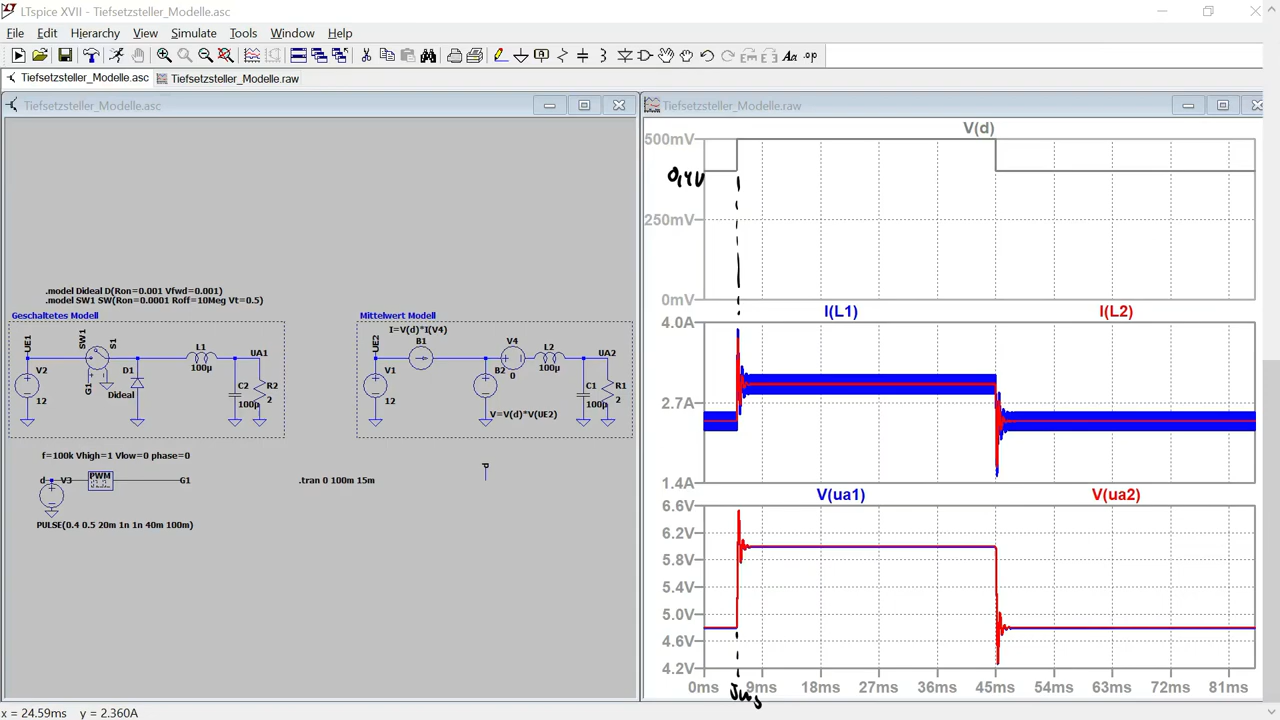 LTspice XVII - Tiefsetzsteller_Modelle.asc
File Edit Hierarchy View Simulate Tools Window Help
Tiefsetzsteller_Modelle.asc Tiefsetzsteller_Modelle.raw
Tiefsetzsteller_Modelle.asc
.model Dideal D(Ron=0.001 Vfwd=0.001)
.model SW1 SW(Ron=0.0001 Roff=10Meg Vt=0.5)
Geschaltetes Modell
UE1
SW1
S1
L1
UA1
V2
G1
D1
100µ
C2
R2
12
Dideal
100µ
2
Mittelwert Modell
I=V(d)*I(V4)
UE2
B1
V4
L2
UA2
V1
B2
0
100µ
C1
R1
12
100µ
2
V=V(d)*V(UE2)
f=100k Vhigh=1 Vlow=0 phase=0
d V3 PWM G1
PULSE(0.4 0.5 20m 1n 1n 40m 100m)
.tran 0 100m 15m
d
Tiefsetzsteller_Modelle.raw
V(d)
500mV
0,4V
250mV
0mV
I(L1) I(L2)
4.0A
2.7A
1.4A
V(ua1) V(ua2)
6.6V
6.2V
5.8V
5.4V
5.0V
4.6V
4.2V
0ms 9ms 18ms 27ms 36ms 45ms 54ms 63ms 72ms 81ms
5ms
x = 24.59ms y = 2.360A